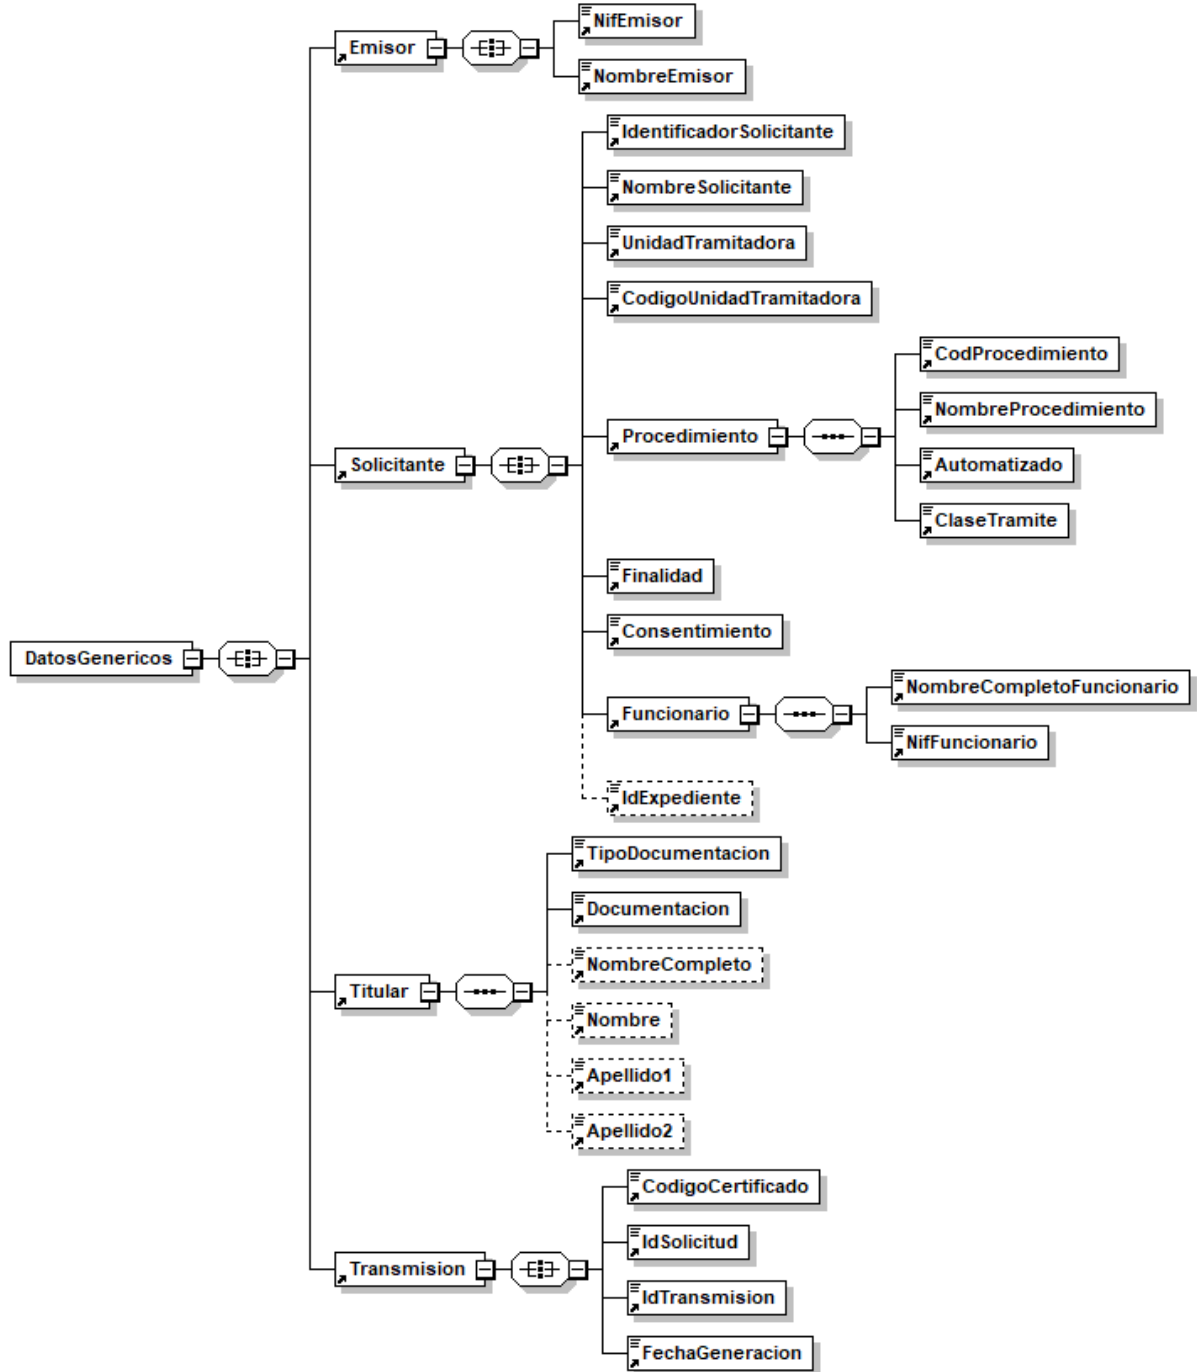 NifEmisor
Emisor
NombreEmisor
IdentificadorSolicitante
NombreSolicitante
UnidadTramitadora
CodigoUnidadTramitadora
CodProcedimiento
NombreProcedimiento
Procedimiento
Solicitante
Automatizado
ClaseTramite
Finalidad
Consentimiento
DatosGenericos
NombreCompletoFuncionario
Funcionario
NifFuncionario
IdExpediente
TipoDocumentacion
Documentacion
NombreCompleto
Titular
Nombre
Apellido1
Apellido2
CodigoCertificado
IdSolicitud
Transmision
IdTransmision
FechaGeneracion